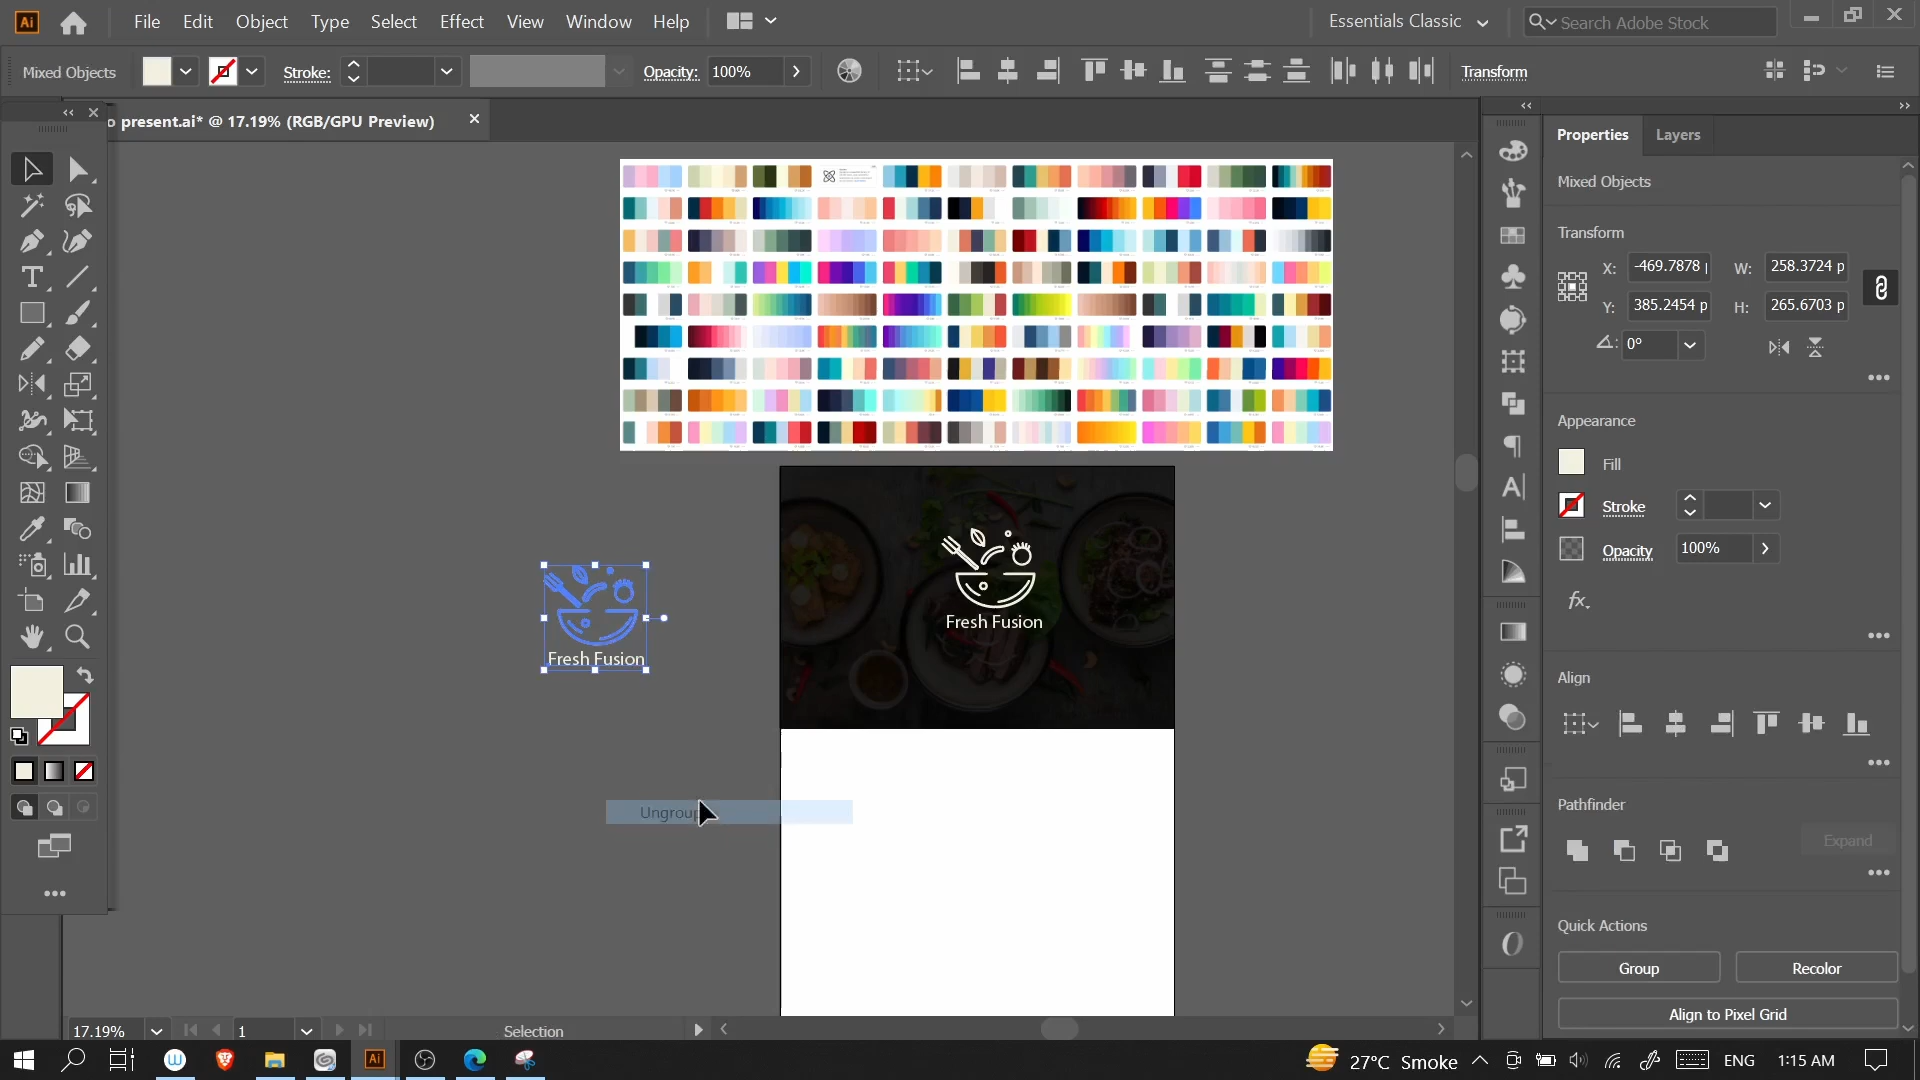 Ai File Edit Object Type Select Effect View Window Help
Essentials Classic
Search Adobe Stock
Mixed Objects
Stroke:
Opacity: 100%
Transform
o present.ai* @ 17.19% (RGB/GPU Preview)
Properties Layers
Mixed Objects
Transform
X: -469.7878 W: 258.3724 p
Y: 385.2454 p H: 265.6703 p
0°
Appearance
Fill
Stroke
Opacity 100%
fx
Align
Pathfinder
Expand
Quick Actions
Group Recolor
Align to Pixel Grid
Fresh Fusion
Fresh Fusion
Ungroup
17.19% 1 Selection
27°C Smoke ENG 1:15 AM